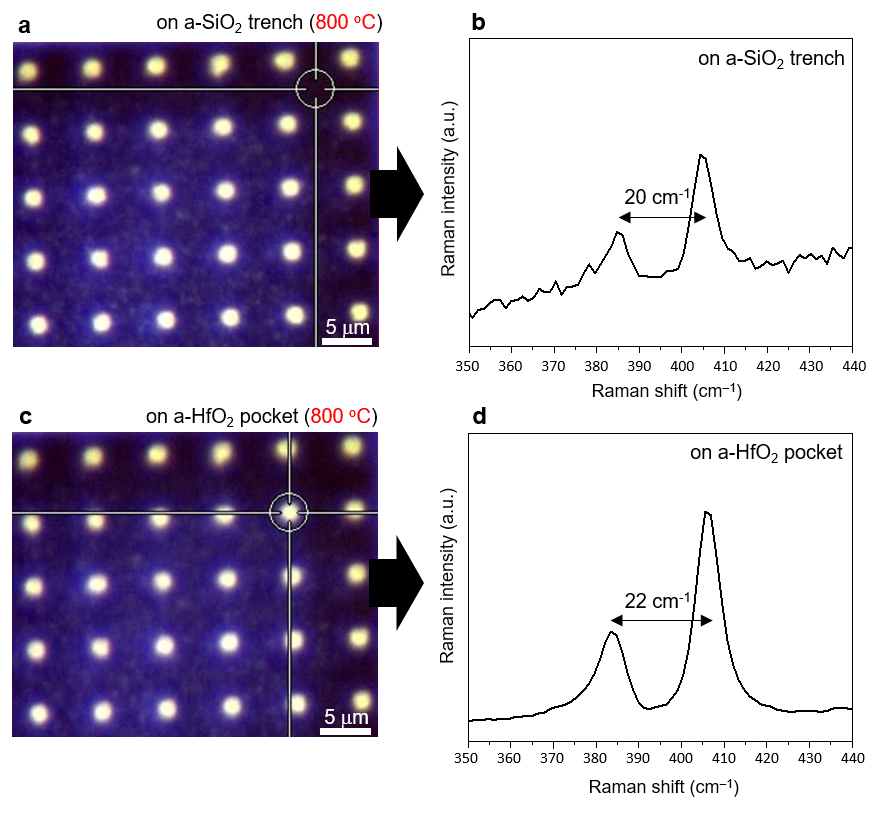 a
on a-SiO₂ trench (800 ºC)
5 μm
b
on a-SiO₂ trench
20 cm⁻¹
Raman intensity (a.u.)
350 360 370 380 390 400 410 420 430 440
Raman shift (cm⁻¹)
c
on a-HfO₂ pocket (800 ºC)
5 μm
d
on a-HfO₂ pocket
22 cm⁻¹
Raman intensity (a.u.)
350 360 370 380 390 400 410 420 430 440
Raman shift (cm⁻¹)